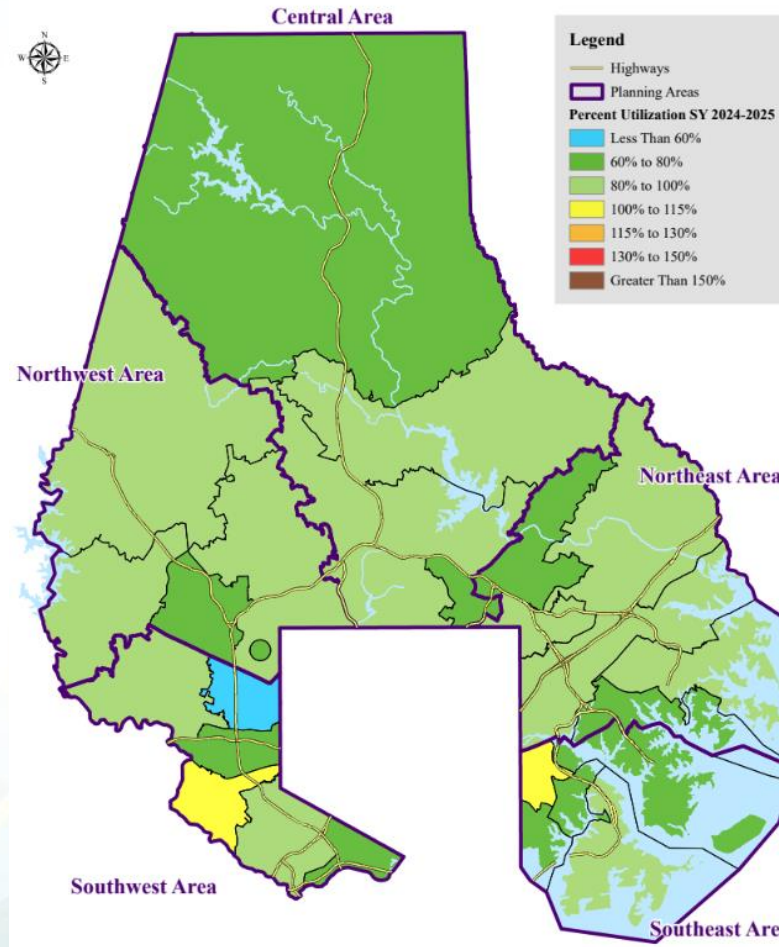 Central Area
N
W E
S
Legend
Highways
Planning Areas
Percent Utilization SY 2024-2025
Less Than 60%
60% to 80%
80% to 100%
100% to 115%
115% to 130%
130% to 150%
Greater Than 150%
Northwest Area
Northeast Area
Southwest Area
Southeast Are